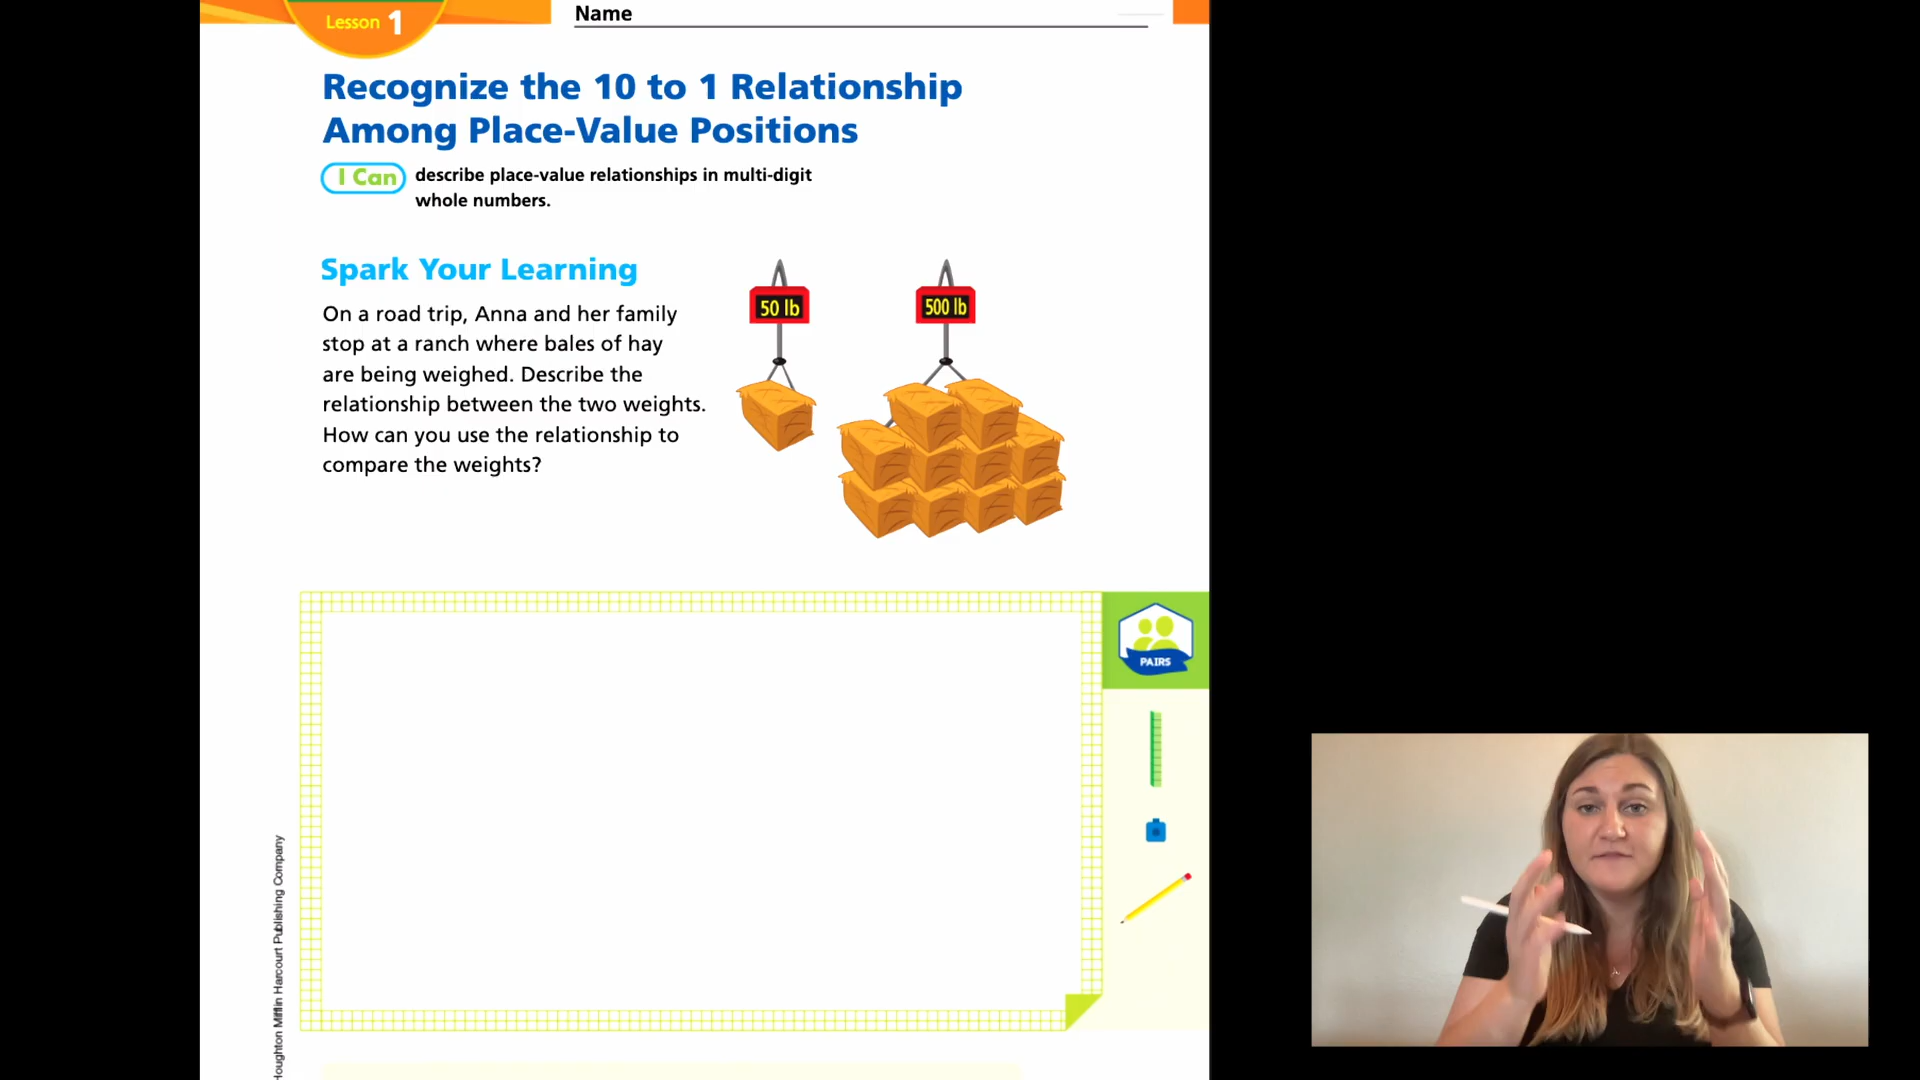 Lesson 1
Name
Recognize the 10 to 1 Relationship
Among Place-Value Positions
I Can describe place-value relationships in multi-digit
whole numbers.
Spark Your Learning
On a road trip, Anna and her family
stop at a ranch where bales of hay
are being weighed. Describe the
relationship between the two weights.
How can you use the relationship to
compare the weights?
50 lb
500 lb
PAIRS
Houghton Mifflin Harcourt Publishing Company